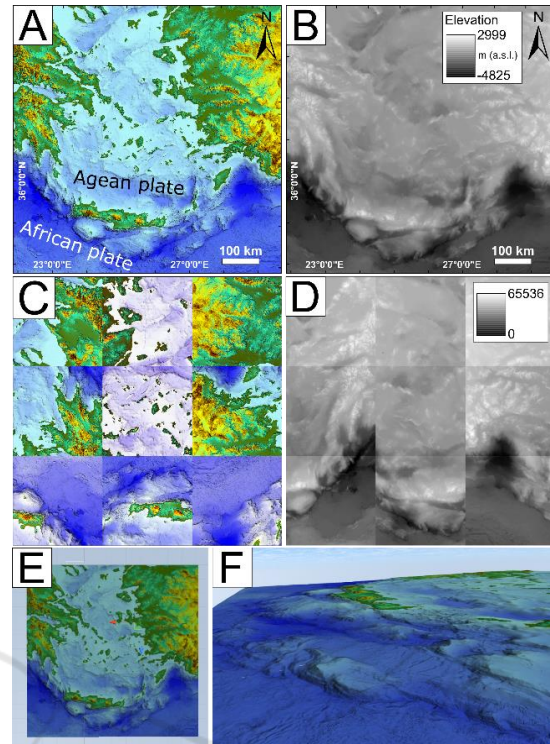 A
N
Agean plate
36°0'0"N
African plate
23°0'0"E
27°0'0"E
100 km
B
N
Elevation
2999
m (a.s.l.)
-4825
36°0'0"N
23°0'0"E
27°0'0"E
100 km
C
D
65536
0
E
F